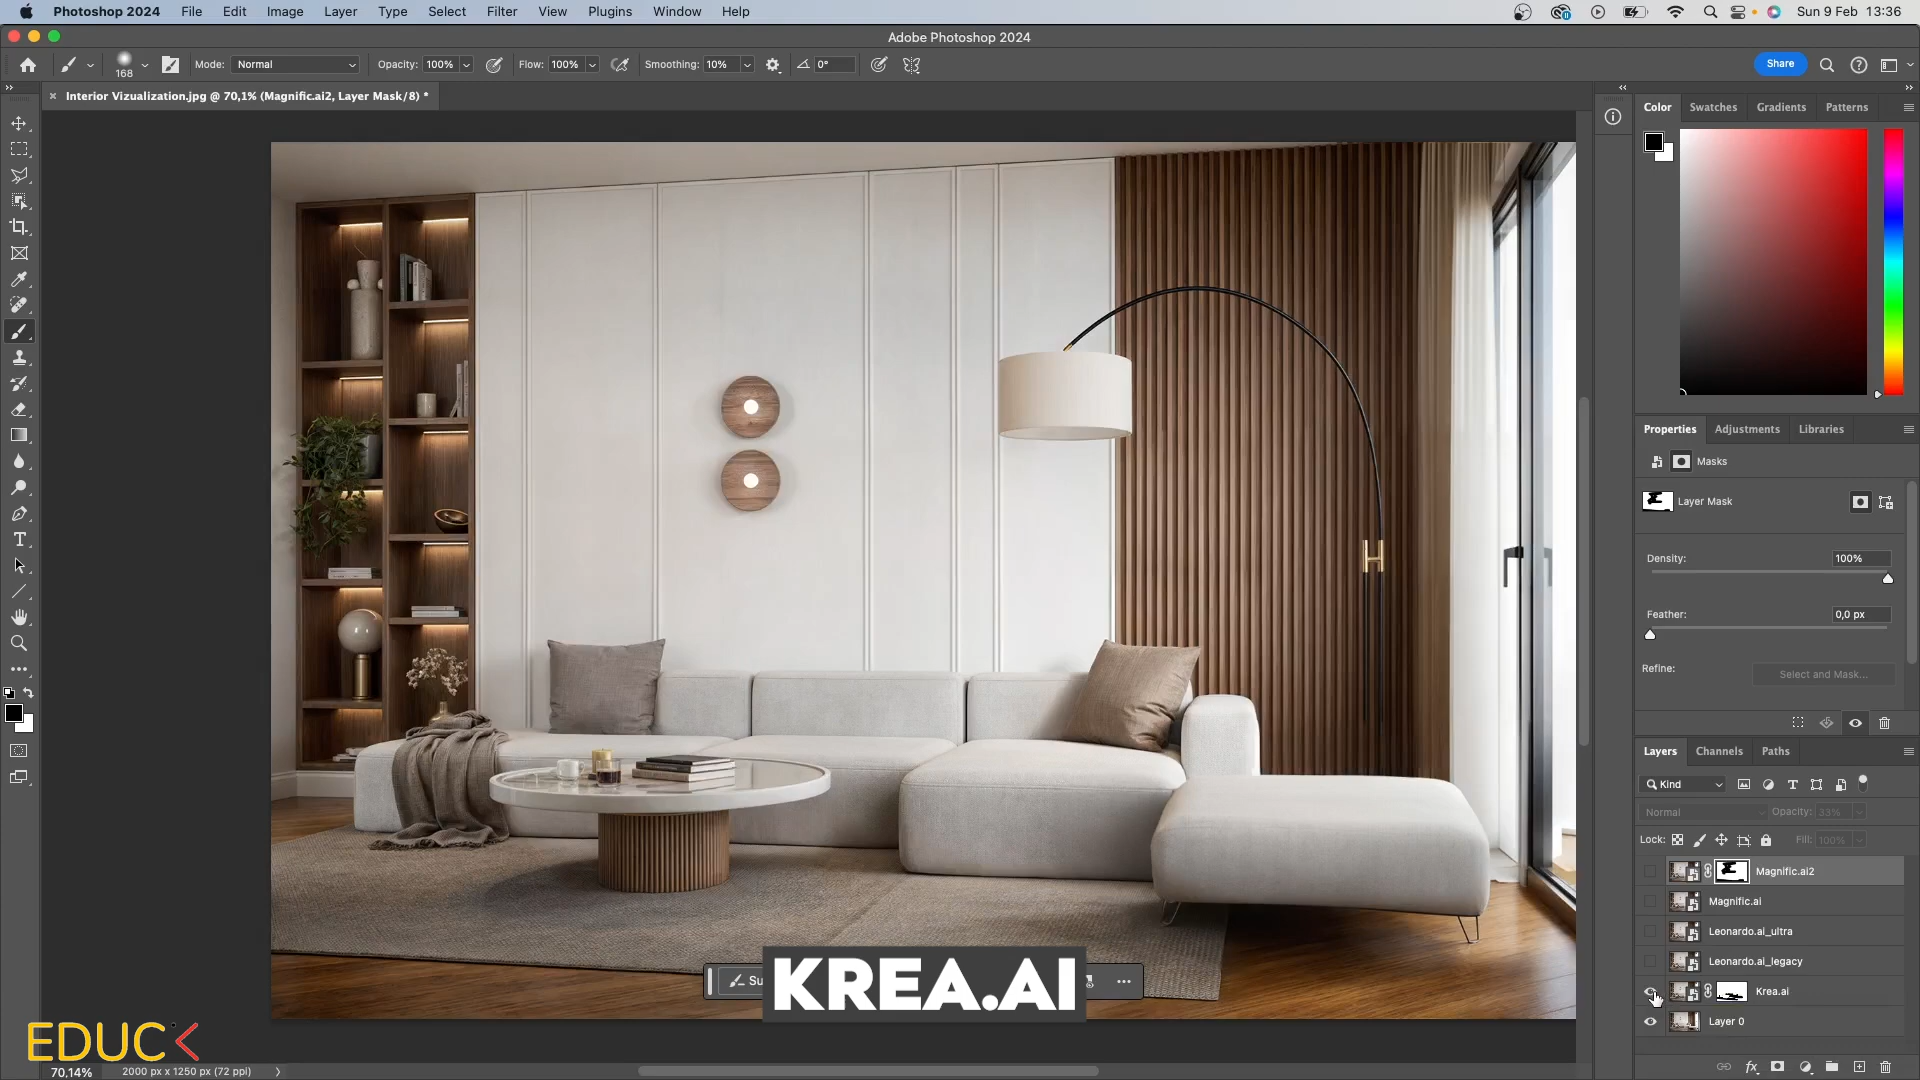 Photoshop 2024 File Edit Image Layer Type Select Filter View Plugins Window Help Sun 9 Feb 13:36
Adobe Photoshop 2024
168 Mode: Normal Opacity: 100% Flow: 100% Smoothing: 10% 0° Share
Interior Vizualization.jpg @ 70,1% (Magnific.ai2, Layer Mask/8) *
Color Swatches Gradients Patterns
Properties Adjustments Libraries
Masks
Layer Mask
Density: 100%
Feather: 0,0 px
Refine: Select and Mask...
Layers Channels Paths
Kind
Normal Opacity: 33%
Lock: Fill: 100%
Magnific.ai2
Magnific.ai
Leonardo.ai_ultra
Leonardo.ai_legacy
Krea.ai
Layer 0
Su
KREA.AI
EDUC
70,14% 2000 px x 1250 px (72 ppi)